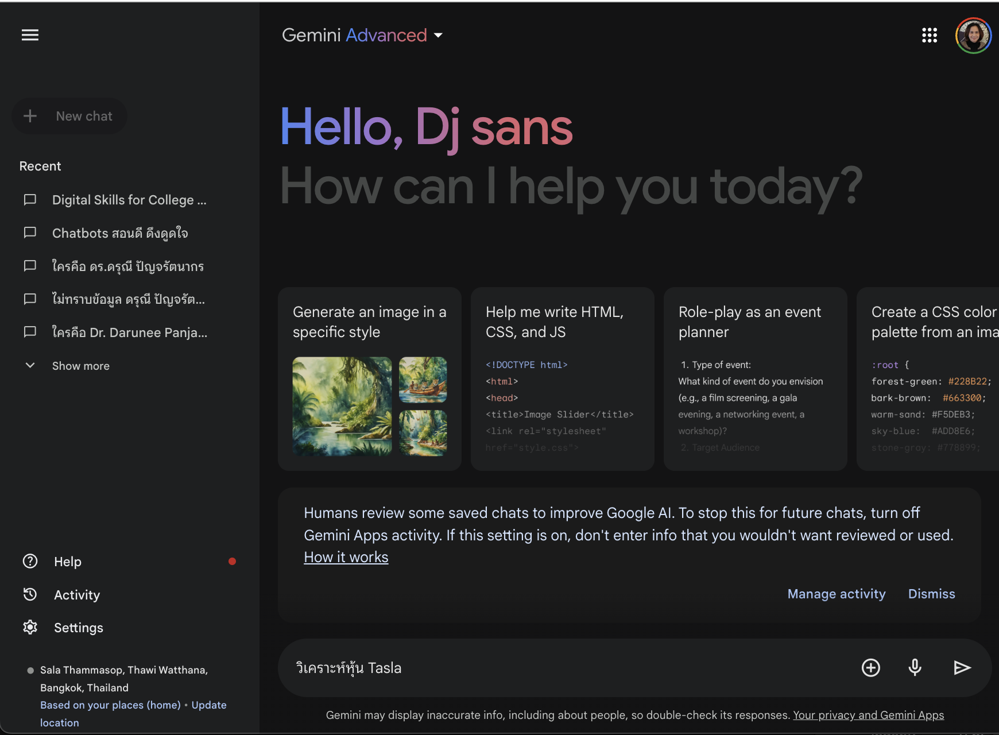 Gemini Advanced
New chat
Recent
Digital Skills for College ...
Chatbots สอนดี ดึงดูดใจ
ใครคือ ดร.ดรุณี ปัญจรัตนากร
ไม่ทราบข้อมูล ดรุณี ปัญจรัต...
ใครคือ Dr. Darunee Panja...
Show more
Help
Activity
Settings
Sala Thammasop, Thawi Watthana,
Bangkok, Thailand
Based on your places (home) • Update
location
Hello, Dj sans
How can I help you today?
Generate an image in a
specific style
Help me write HTML,
CSS, and JS
<!DOCTYPE html>
<html>
<head>
<title>Image Slider</title>
<link rel="stylesheet"
href="style.css">
Role-play as an event
planner
1. Type of event:
What kind of event do you envision
(e.g., a film screening, a gala
evening, a networking event, a
workshop)?
2. Target Audience
Create a CSS color
palette from an ima
:root {
forest-green: #228B22;
bark-brown: #663300;
warm-sand: #F5DEB3;
sky-blue: #ADD8E6;
stone-gray: #778899;
Humans review some saved chats to improve Google AI. To stop this for future chats, turn off
Gemini Apps activity. If this setting is on, don't enter info that you wouldn't want reviewed or used.
How it works
Manage activity Dismiss
วิเคราะห์หุ้น Tasla
Gemini may display inaccurate info, including about people, so double-check its responses. Your privacy and Gemini Apps